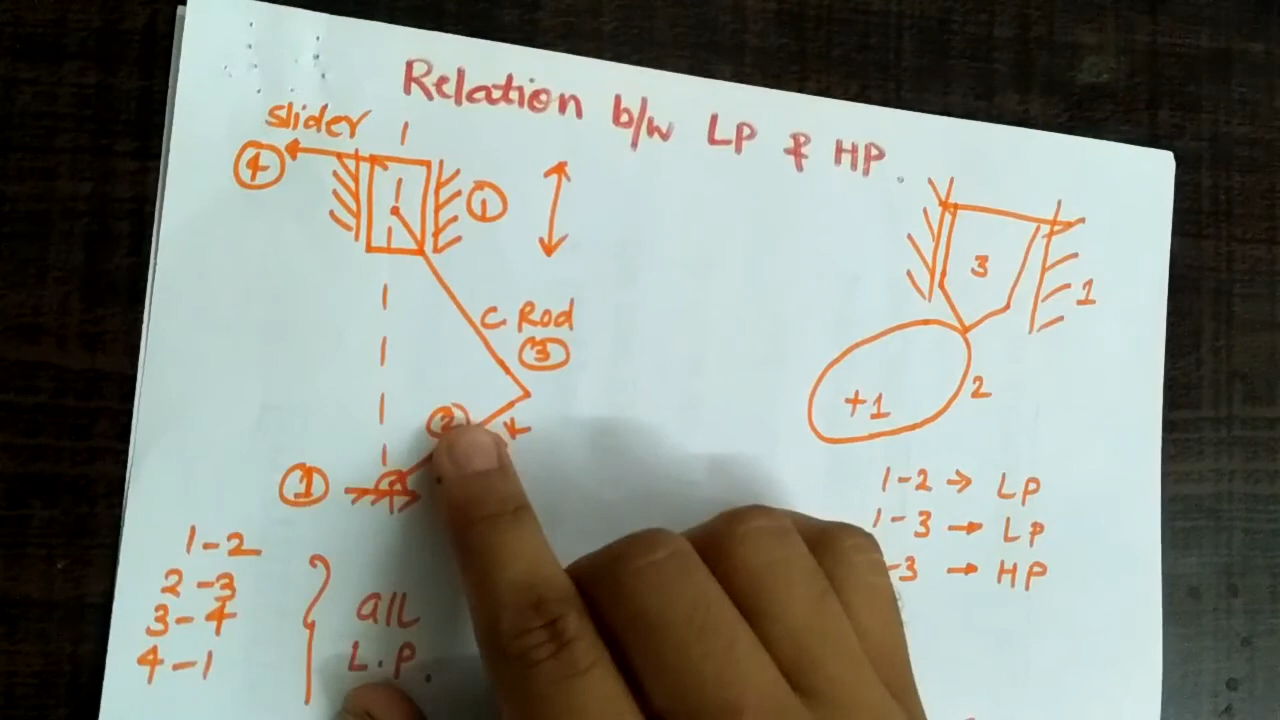 Relation b/w LP & HP.
slider
4
1
C Rod
3
2
1
1-2
2-3
3-4
4-1
all
L.P.
3
1
+1
2
1-2 → LP
1-3 → LP
-3 → HP